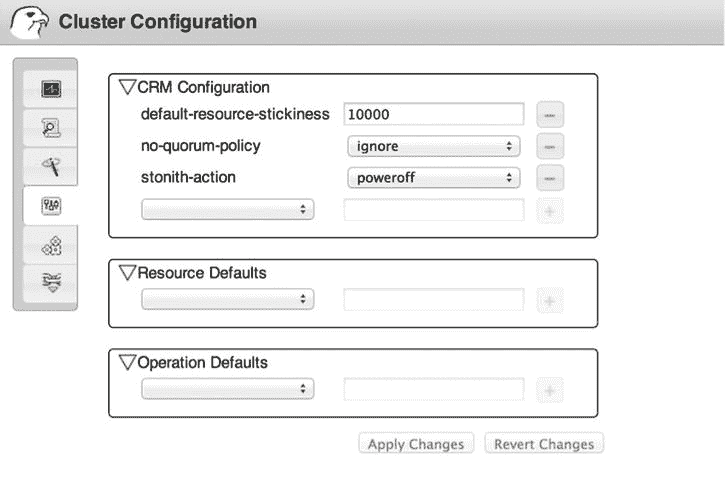 Cluster Configuration
CRM Configuration
default-resource-stickiness 10000
no-quorum-policy ignore
stonith-action poweroff
Resource Defaults
Operation Defaults
Apply Changes Revert Changes